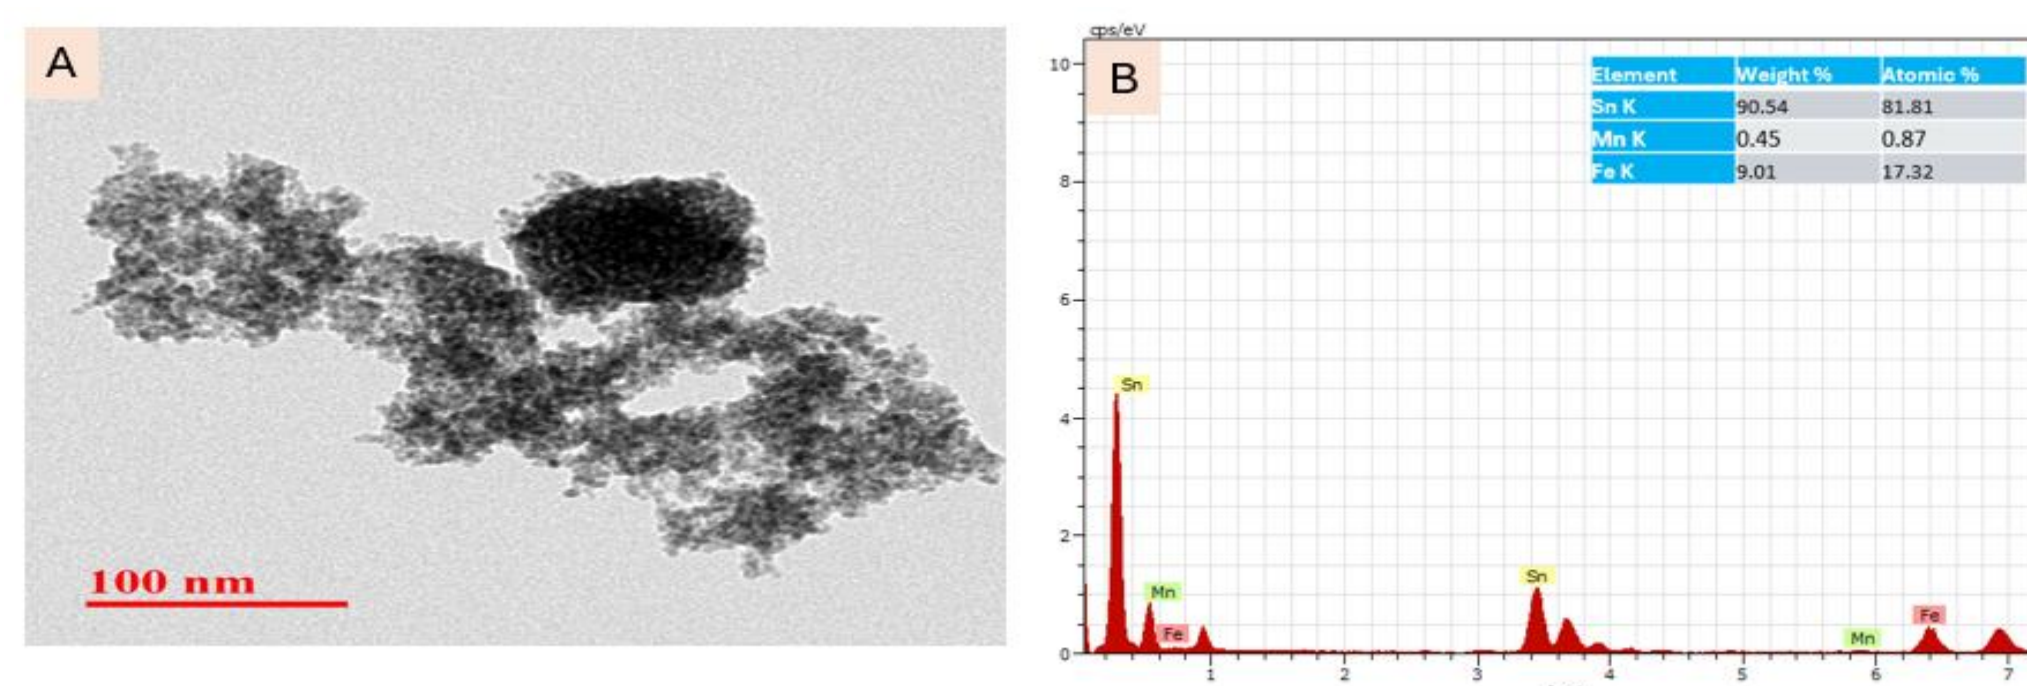 A
100 nm
cps/eV
B
Element Weight % Atomic %
Sn K 90.54 81.81
Mn K 0.45 0.87
Fe K 9.01 17.32
10
8
6
4
2
0
Sn
Mn
Fe
Sn
Mn
Fe
1 2 3 4 5 6 7